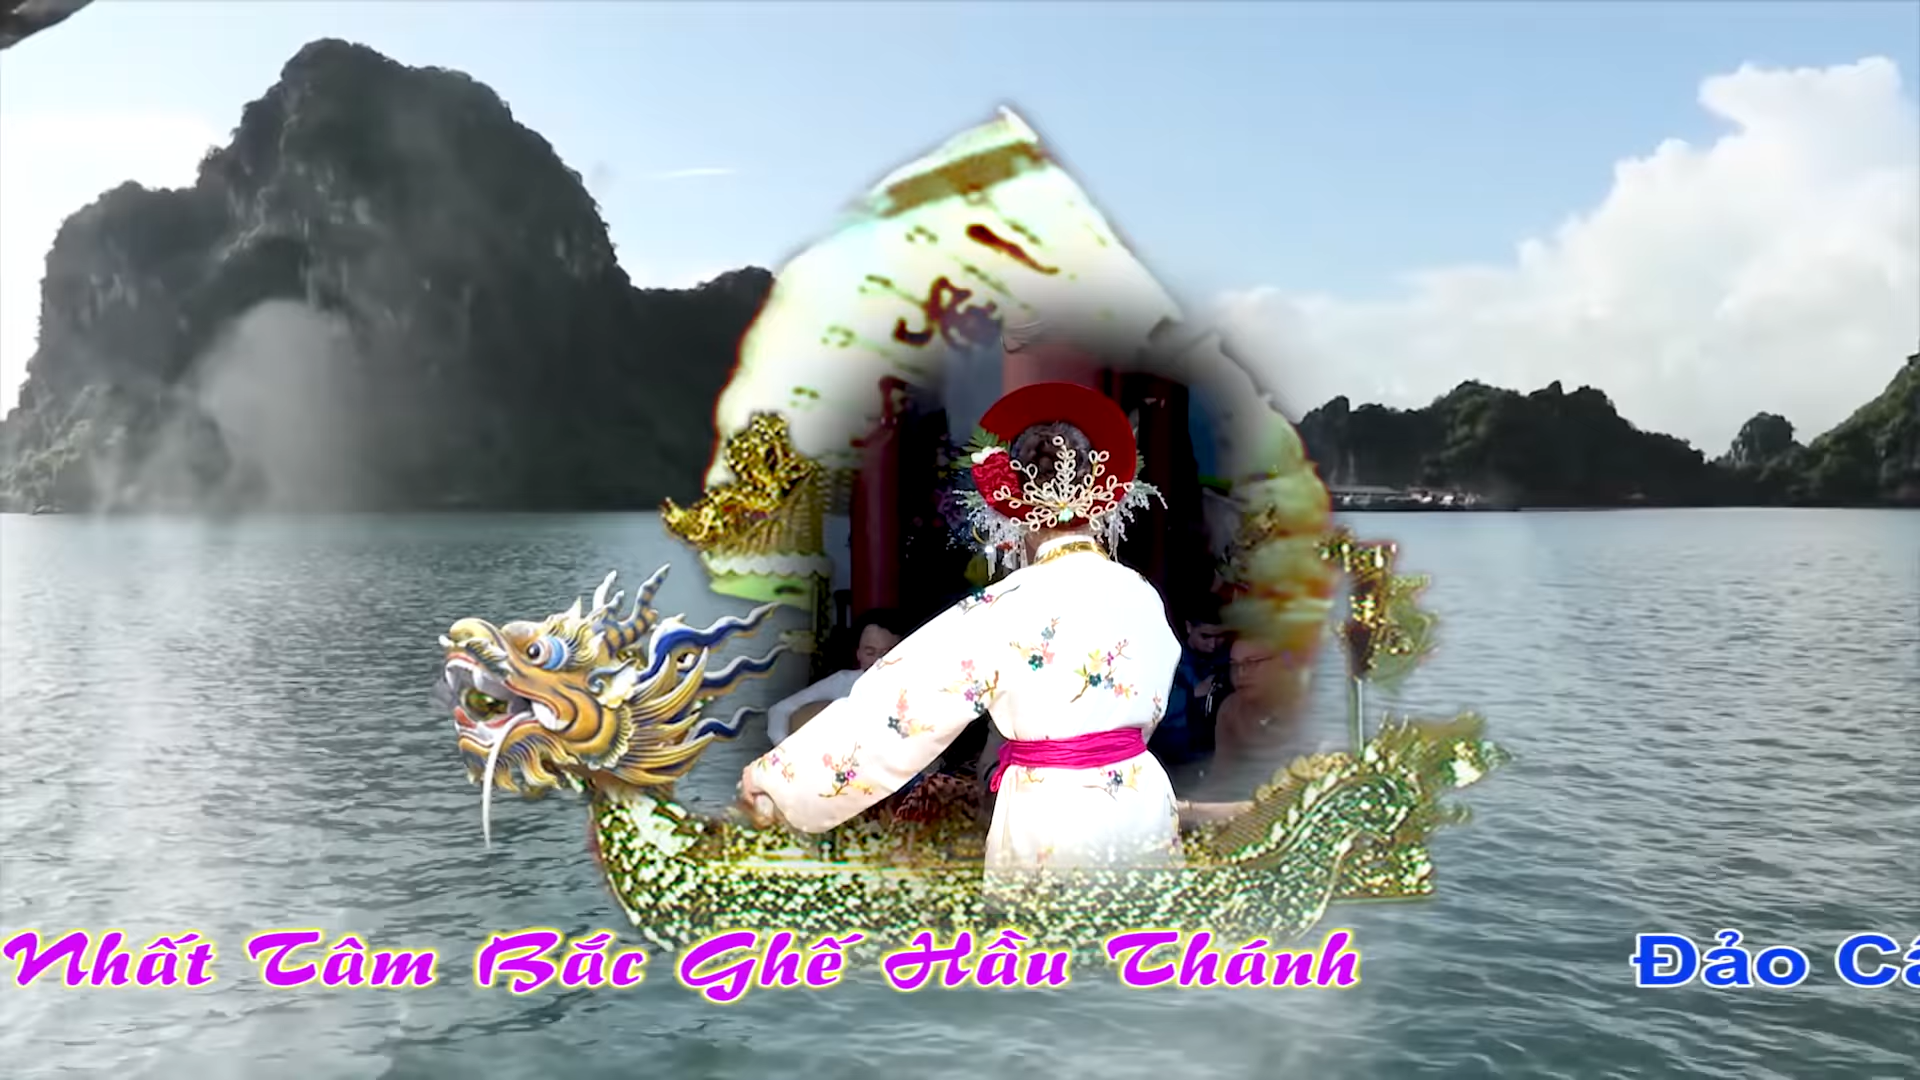 Nhất Tâm Bắc Ghế Hầu Thánh
Đảo